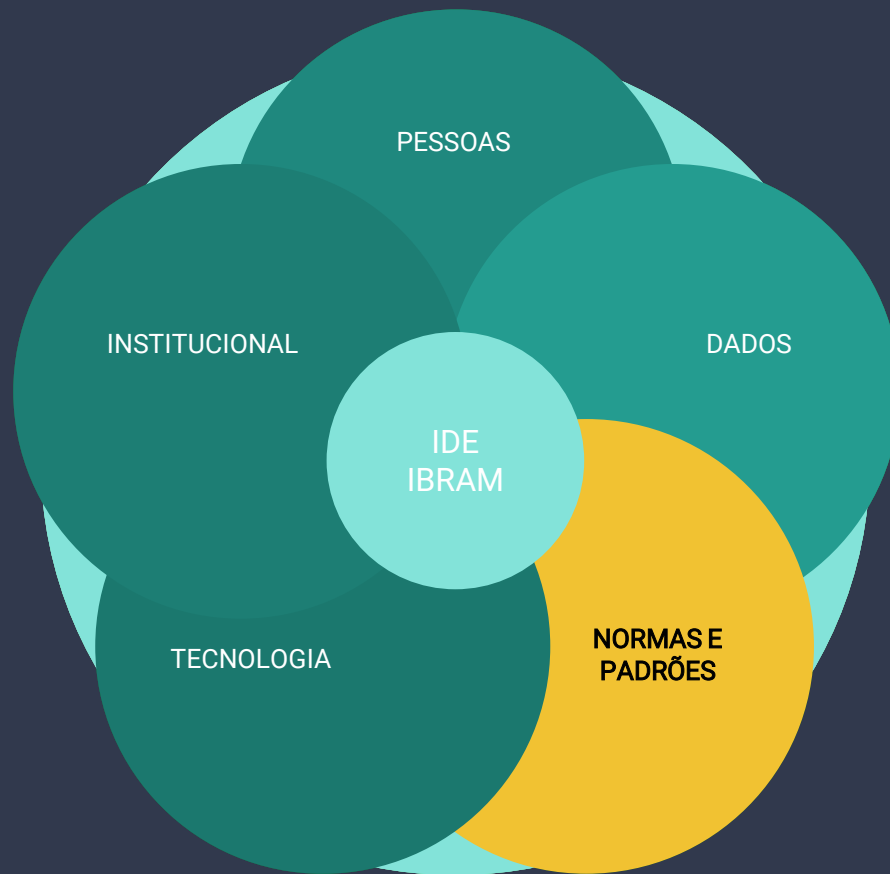 PESSOAS
INSTITUCIONAL
DADOS
IDE
IBRAM
NORMAS E
PADRÕES
TECNOLOGIA